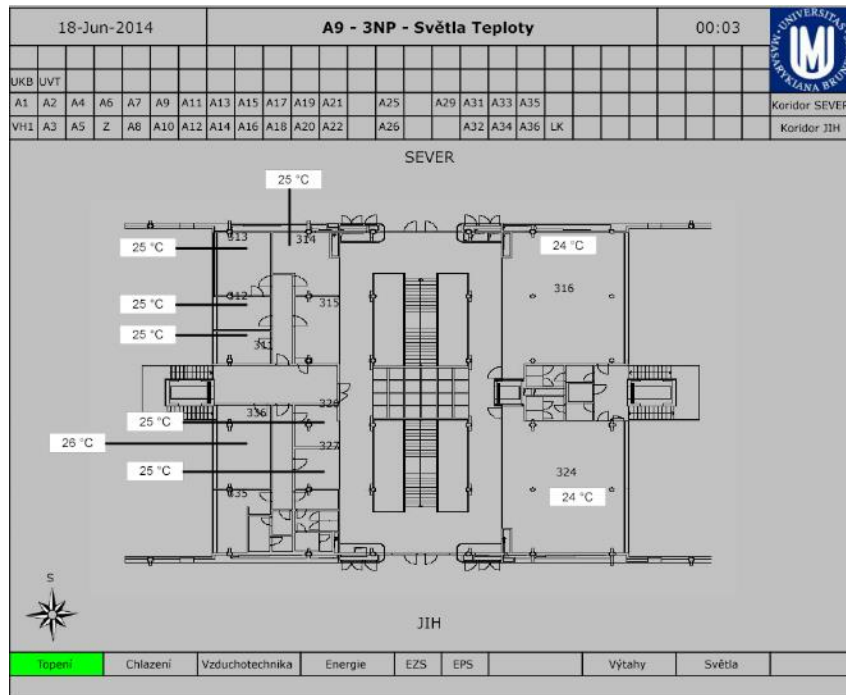 18-Jun-2014 A9 - 3NP - Světla Teploty 00:03
UNIVERSITAS MASARYKIANA BRUNENSIS
UKB UVT
A1 A2 A4 A6 A7 A9 A11 A13 A15 A17 A19 A21 A25 A29 A31 A33 A35 Koridor SEVER
VH1 A3 A5 Z A8 A10 A12 A14 A16 A18 A20 A22 A26 A32 A34 A36 LK Koridor JIH
SEVER
25 °C
313 314
25 °C 24 °C
316
25 °C 312 315
25 °C 311
336 326
25 °C
26 °C 327
25 °C 324
335 24 °C
S
JIH
Topení Chlazení Vzduchotechnika Energie EZS EPS Výtahy Světla